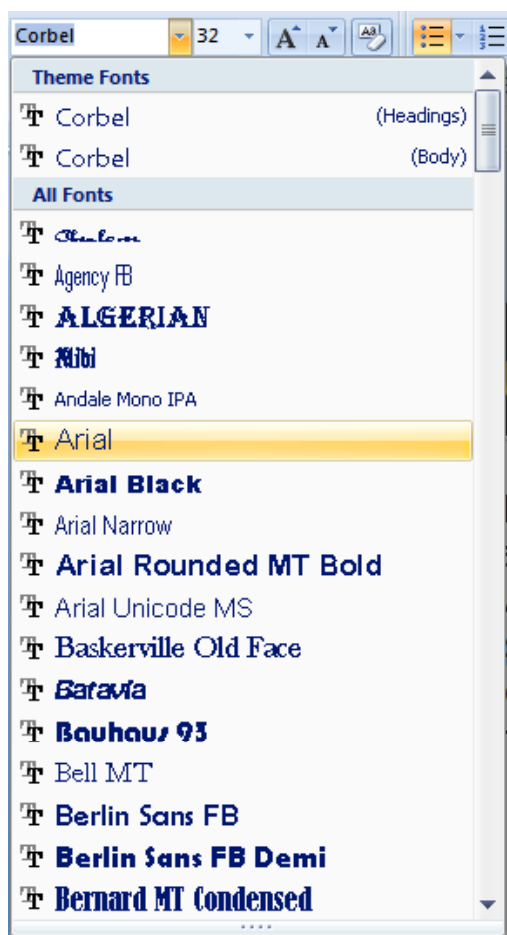 Corbel 32 A A Aa
Theme Fonts
Corbel (Headings)
Corbel (Body)
All Fonts
Agency FB
ALGERIAN
Andale Mono IPA
Arial
Arial Black
Arial Narrow
Arial Rounded MT Bold
Arial Unicode MS
Baskerville Old Face
Batavia
Bauhaus 93
Bell MT
Berlin Sans FB
Berlin Sans FB Demi
Bernard MT Condensed